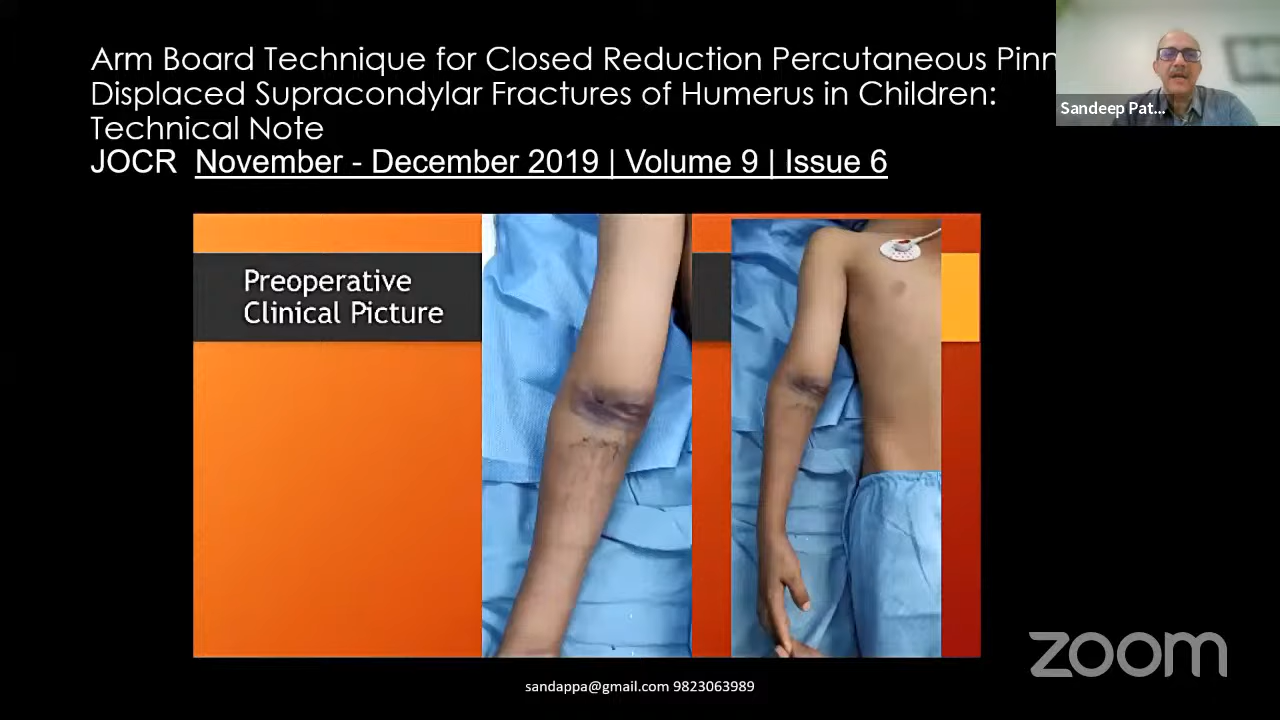 Arm Board Technique for Closed Reduction Percutaneous Pinn
Displaced Supracondylar Fractures of Humerus in Children:
Technical Note
JOCR November - December 2019 | Volume 9 | Issue 6
Sandeep Pat...
Preoperative
Clinical Picture
zoom
sandappa@gmail.com 9823063989